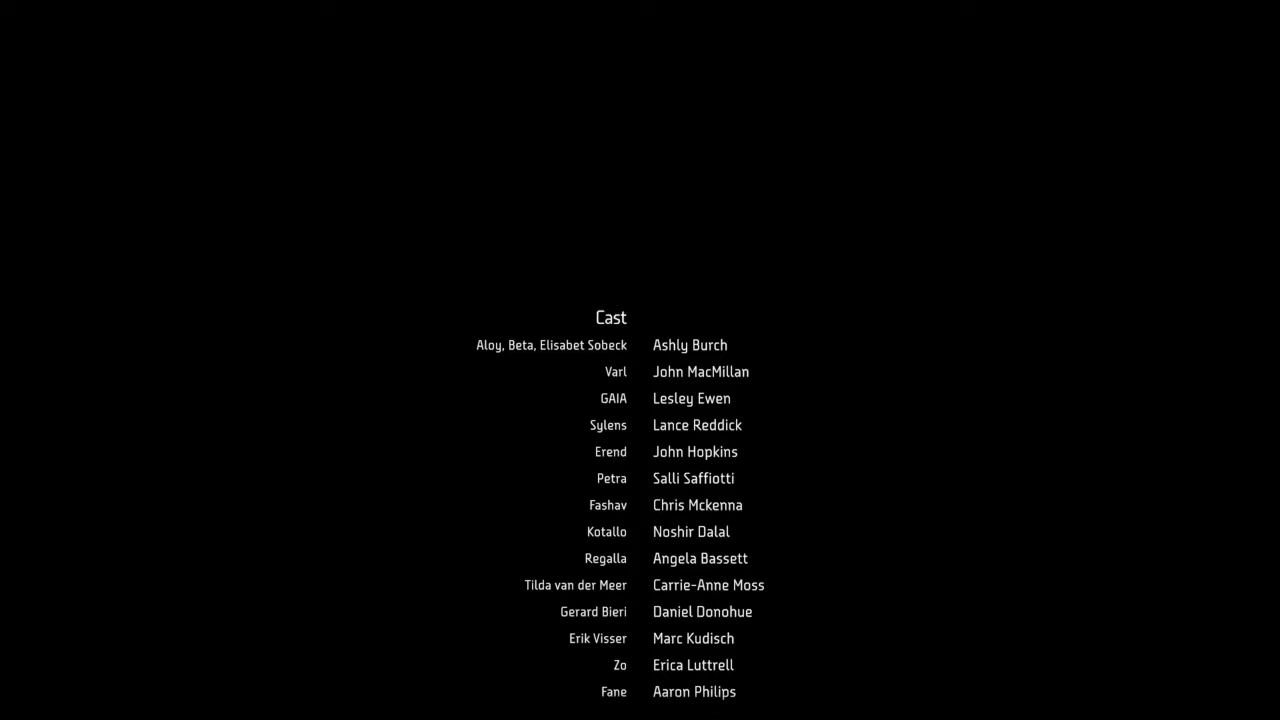 Cast
Aloy, Beta, Elisabet Sobeck Ashly Burch
Varl John MacMillan
GAIA Lesley Ewen
Sylens Lance Reddick
Erend John Hopkins
Petra Salli Saffiotti
Fashav Chris Mckenna
Kotallo Noshir Dalal
Regalla Angela Bassett
Tilda van der Meer Carrie-Anne Moss
Gerard Bieri Daniel Donohue
Erik Visser Marc Kudisch
Zo Erica Luttrell
Fane Aaron Philips